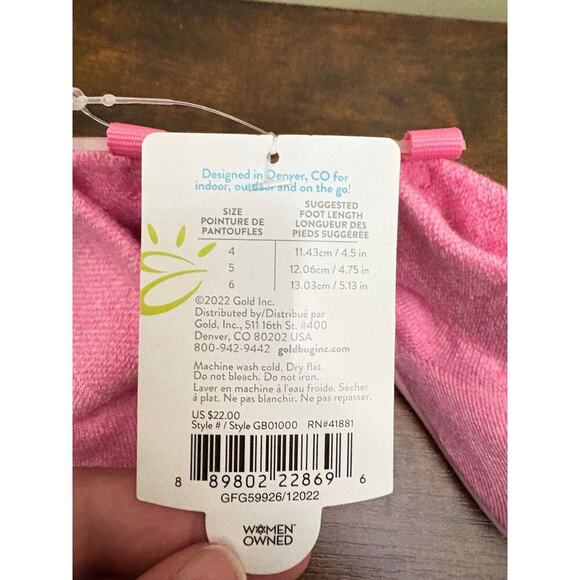 Designed in Denver, CO for
indoor, outdoor and on the go!
SIZE
POINTURE DE
PANTOUFLES
SUGGESTED
FOOT LENGTH
LONGUEUR DES
PIEDS SUGGÉRÉE
4 11.43cm / 4.5 in
5 12.06cm / 4.75 in
6 13.03cm / 5.13 in
©2022 Gold Inc.
Distributed by/Distribué par
Gold, Inc., 511 16th St. #400
Denver, CO 80202 USA
800-942-9442 goldbuginc.com
Machine wash cold. Dry flat.
Do not bleach. Do not iron.
Laver en machine à l'eau froide. Sécher
à plat. Ne pas blanchir. Ne pas repasser.
US $22.00
Style # / Style GB01000 RN#41881
8 89802 22869 6
GFG59926/12022
WOMEN
OWNED